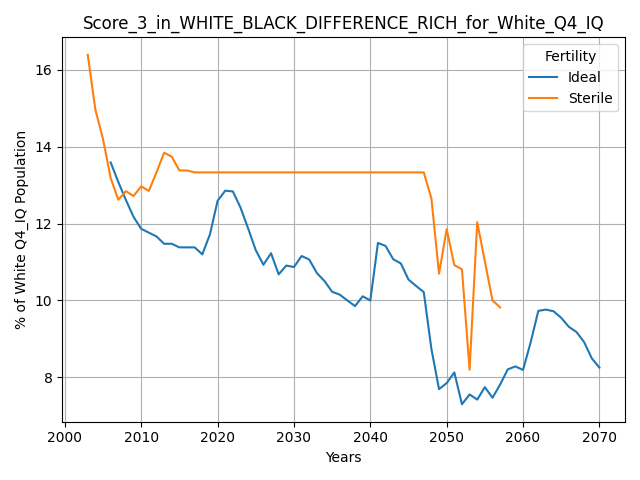 Score_3_in_WHITE_BLACK_DIFFERENCE_RICH_for_White_Q4_IQ
Fertility
Ideal
Sterile
% of White Q4_IQ Population
16
14
12
10
8
2000 2010 2020 2030 2040 2050 2060 2070
Years